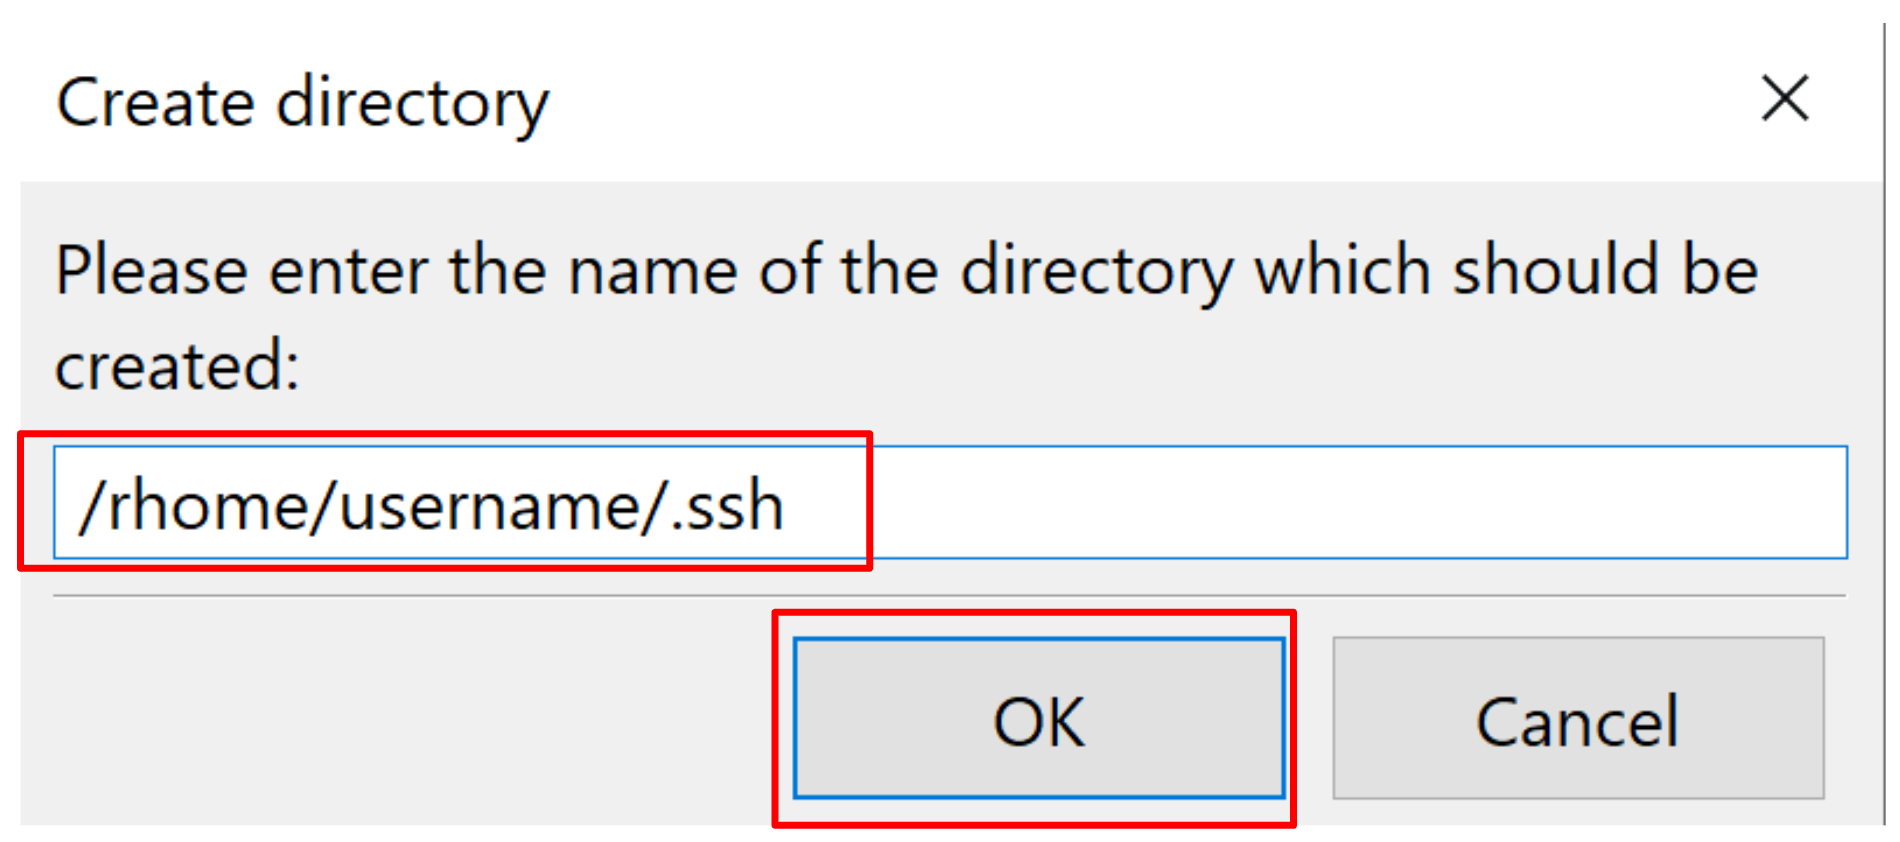 Create directory
Please enter the name of the directory which should be
created:
/rhome/username/.ssh
OK Cancel